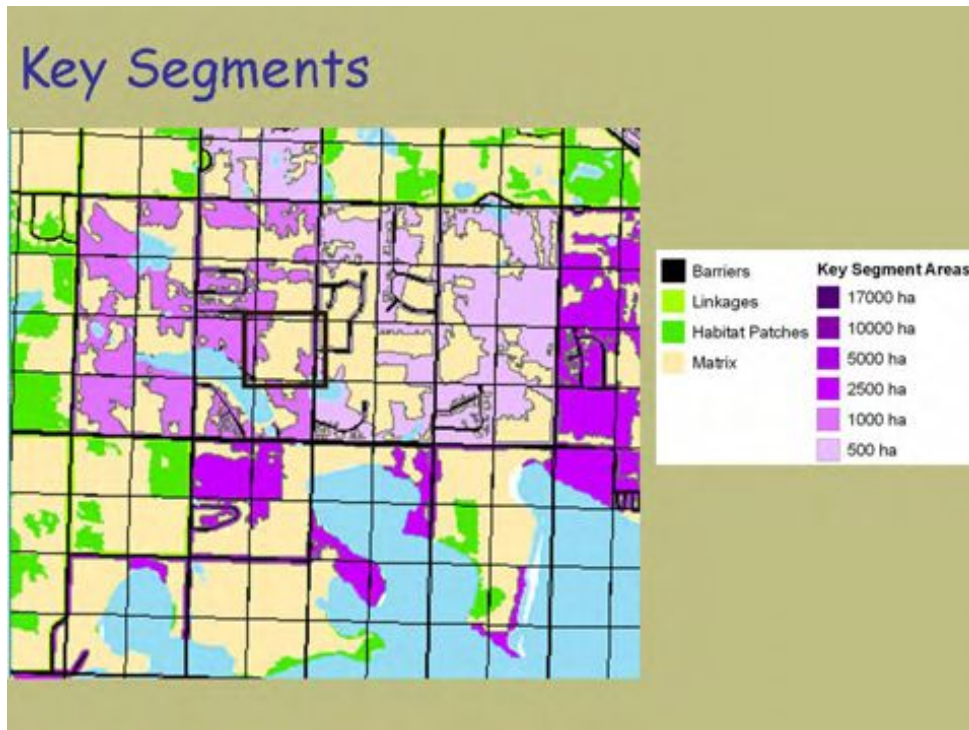 Key Segments
Barriers
Linkages
Habitat Patches
Matrix
Key Segment Areas
17000 ha
10000 ha
5000 ha
2500 ha
1000 ha
500 ha